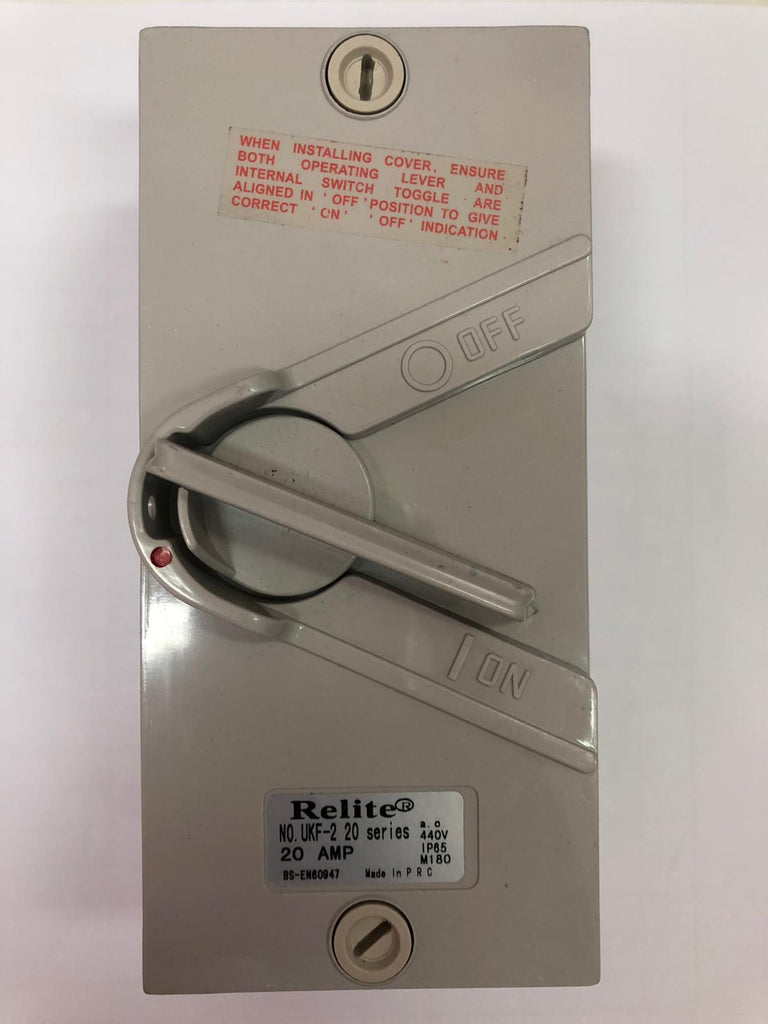 WHEN INSTALLING COVER, ENSURE
BOTH OPERATING LEVER AND
INTERNAL SWITCH TOGGLE ARE
ALIGNED IN 'OFF' POSITION TO GIVE
CORRECT 'ON' 'OFF' INDICATION
OFF
ON
Relite®
NO. UKF-2 20 series a.c
440V
20 AMP IP65
M180
BS-EN60947 Made in P R C